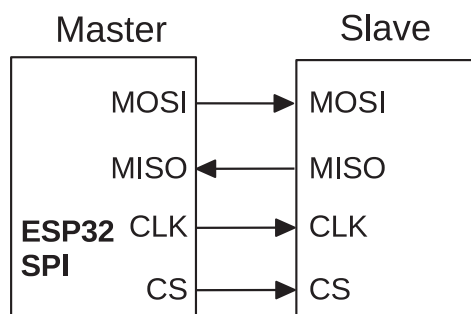 Master
Slave
MOSI
MOSI
MISO
MISO
ESP32
SPI
CLK
CLK
CS
CS